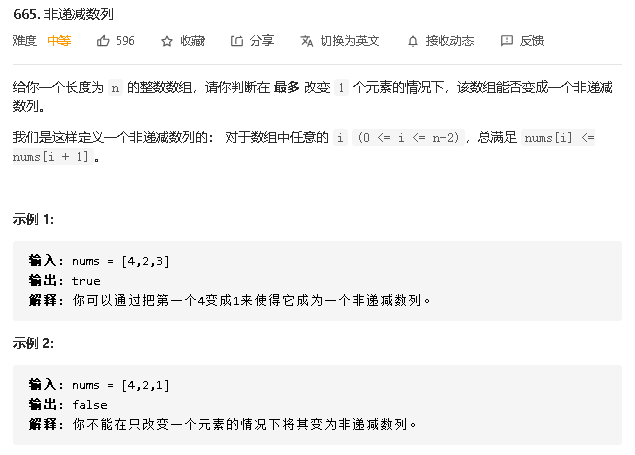 665. 非递减数列
难度 中等 596 收藏 分享 切换为英文 接收动态 反馈
给你一个长度为 n 的整数数组，请你判断在 最多 改变 1 个元素的情况下，该数组能否变成一个非递减
数列。
我们是这样定义一个非递减数列的： 对于数组中任意的 i (0 <= i <= n-2)，总满足 nums[i] <=
nums[i + 1]。
示例 1:
输入: nums = [4,2,3]
输出: true
解释: 你可以通过把第一个4变成1来使得它成为一个非递减数列。
示例 2:
输入: nums = [4,2,1]
输出: false
解释: 你不能在只改变一个元素的情况下将其变为非递减数列。